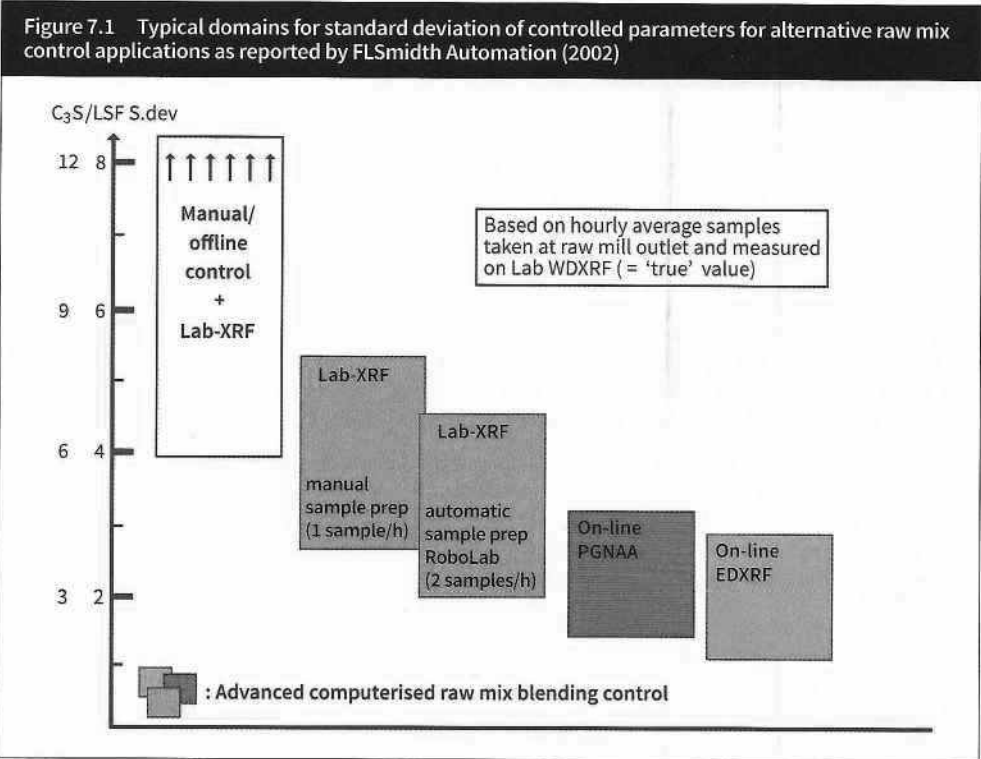 Figure 7.1 Typical domains for standard deviation of controlled parameters for alternative raw mix
control applications as reported by FLSmidth Automation (2002)
C₃S/LSF S.dev
12 8
9 6
6 4
3 2
Manual/
offline
control
+
Lab-XRF
Based on hourly average samples
taken at raw mill outlet and measured
on Lab WDXRF ( = ‘true’ value)
Lab-XRF
manual
sample prep
(1 sample/h)
Lab-XRF
automatic
sample prep
RoboLab
(2 samples/h)
On-line
PGNAA
On-line
EDXRF
: Advanced computerised raw mix blending control